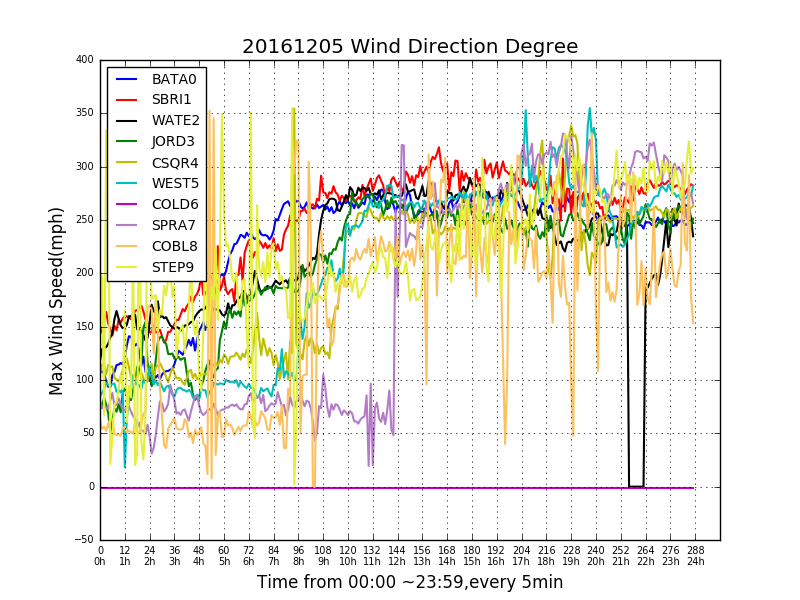 20161205 Wind Direction Degree
400
350
300
250
200
150
100
50
0
−50
Max Wind Speed(mph)
BATA0
SBRI1
WATE2
JORD3
CSQR4
WEST5
COLD6
SPRA7
COBL8
STEP9
0 12 24 36 48 60 72 84 96 108 120 132 144 156 168 180 192 204 216 228 240 252 264 276 288
0h 1h 2h 3h 4h 5h 6h 7h 8h 9h 10h 11h 12h 13h 14h 15h 16h 17h 18h 19h 20h 21h 22h 23h 24h
Time from 00:00 ~23:59,every 5min